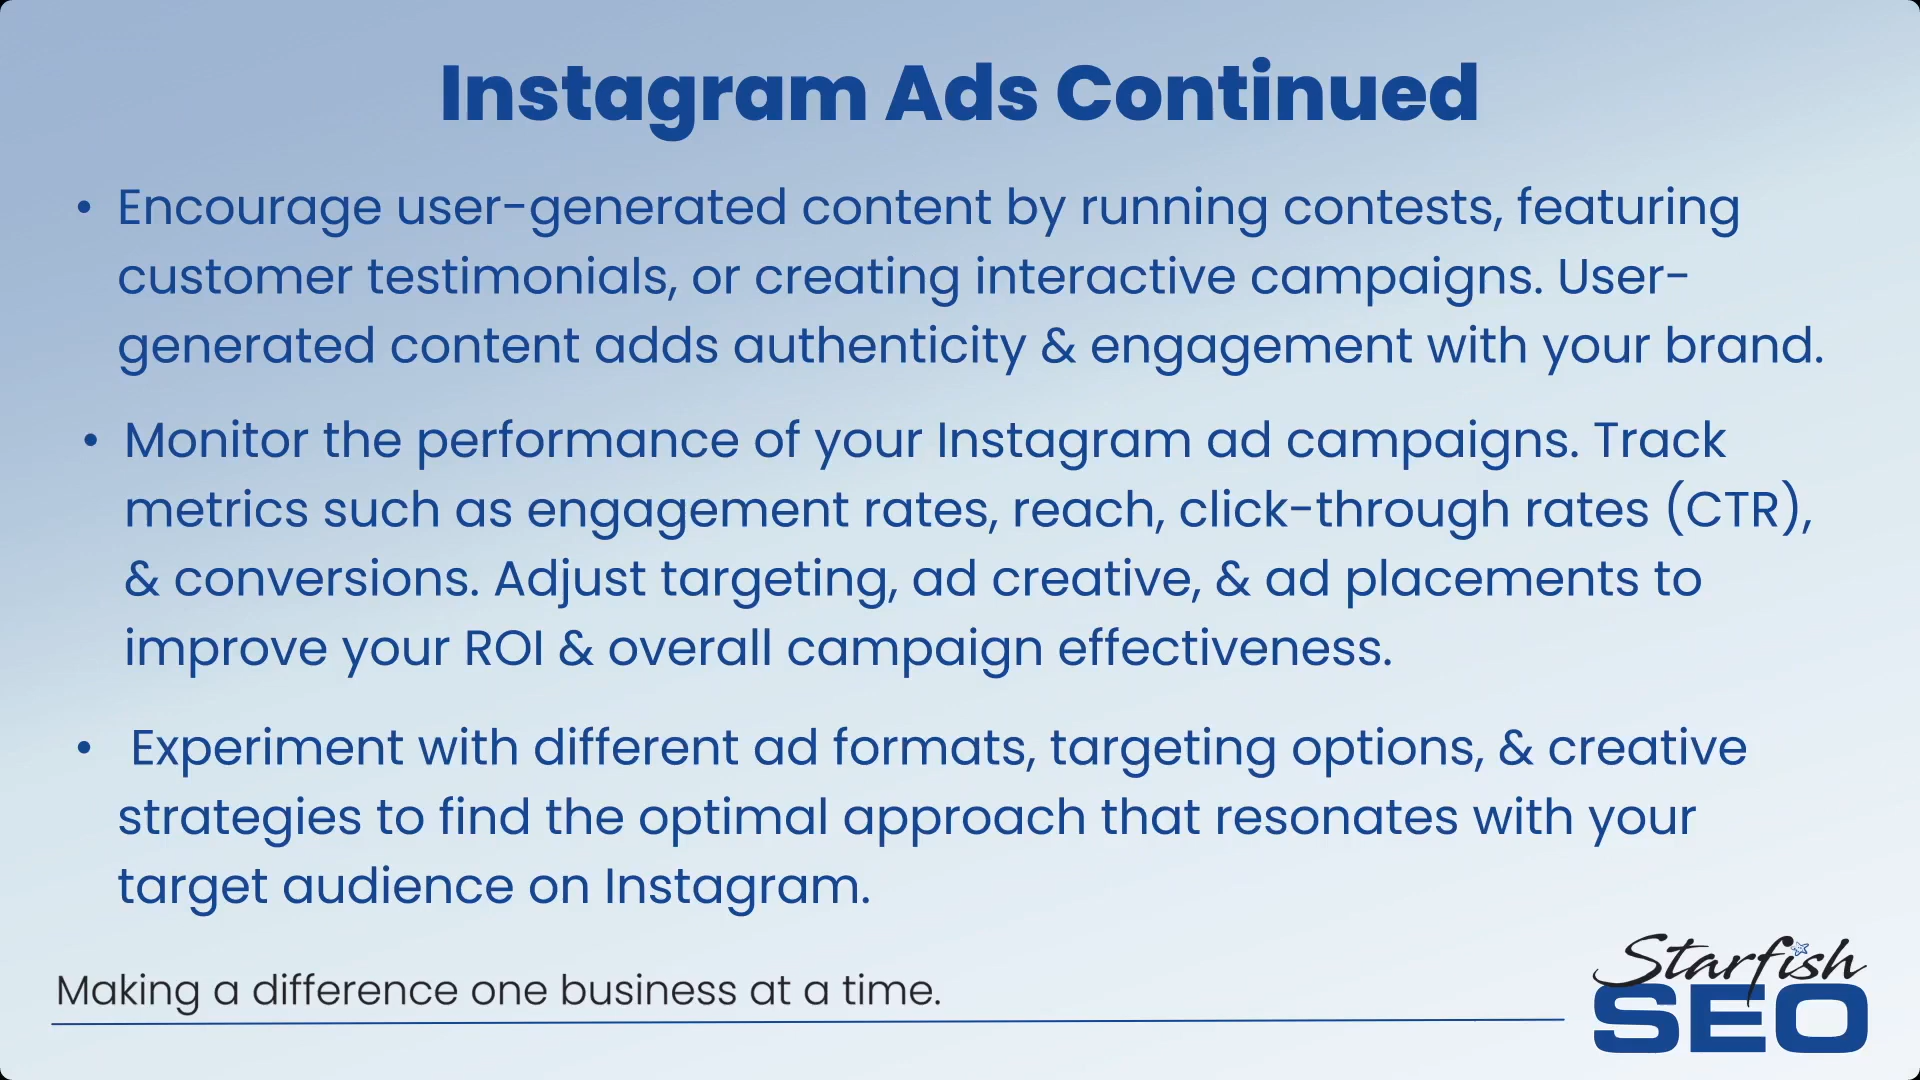 Instagram Ads Continued
• Encourage user-generated content by running contests, featuring
customer testimonials, or creating interactive campaigns. User-
generated content adds authenticity & engagement with your brand.
• Monitor the performance of your Instagram ad campaigns. Track
metrics such as engagement rates, reach, click-through rates (CTR),
& conversions. Adjust targeting, ad creative, & ad placements to
improve your ROI & overall campaign effectiveness.
• Experiment with different ad formats, targeting options, & creative
strategies to find the optimal approach that resonates with your
target audience on Instagram.
Making a difference one business at a time.
Starfish
SEO